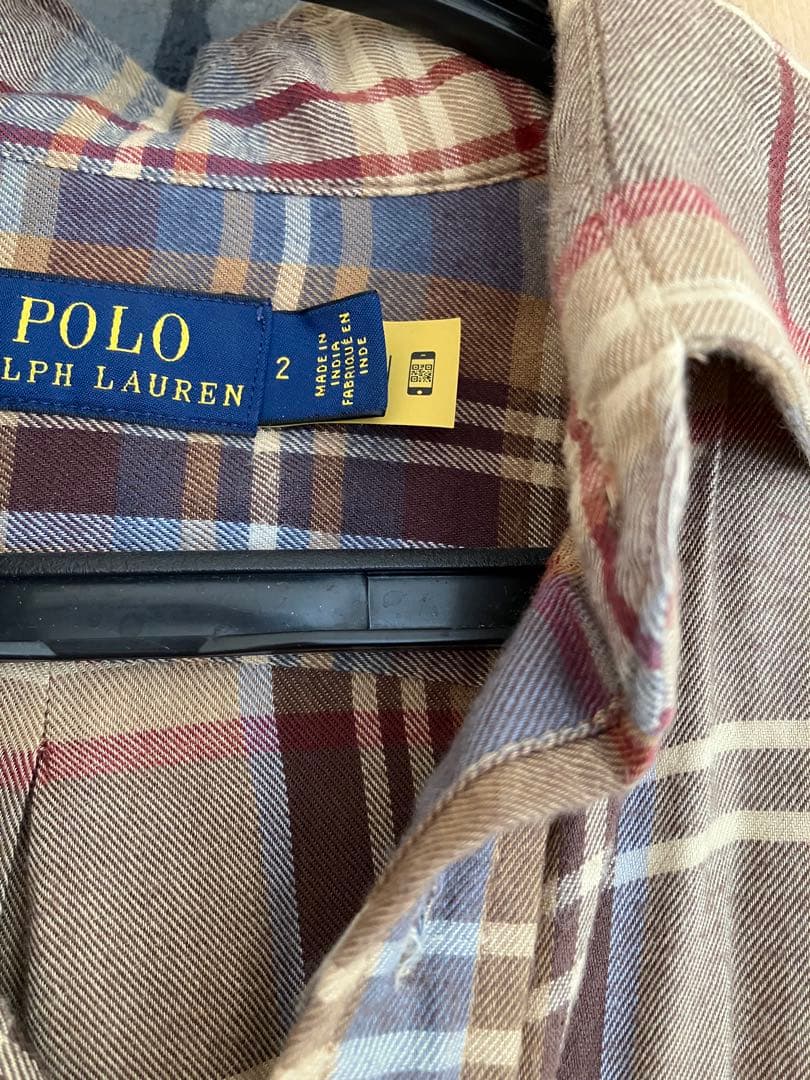 POLO
LPH LAUREN
2
MADE IN
INDIA
FABRIQUÉ EN
INDE